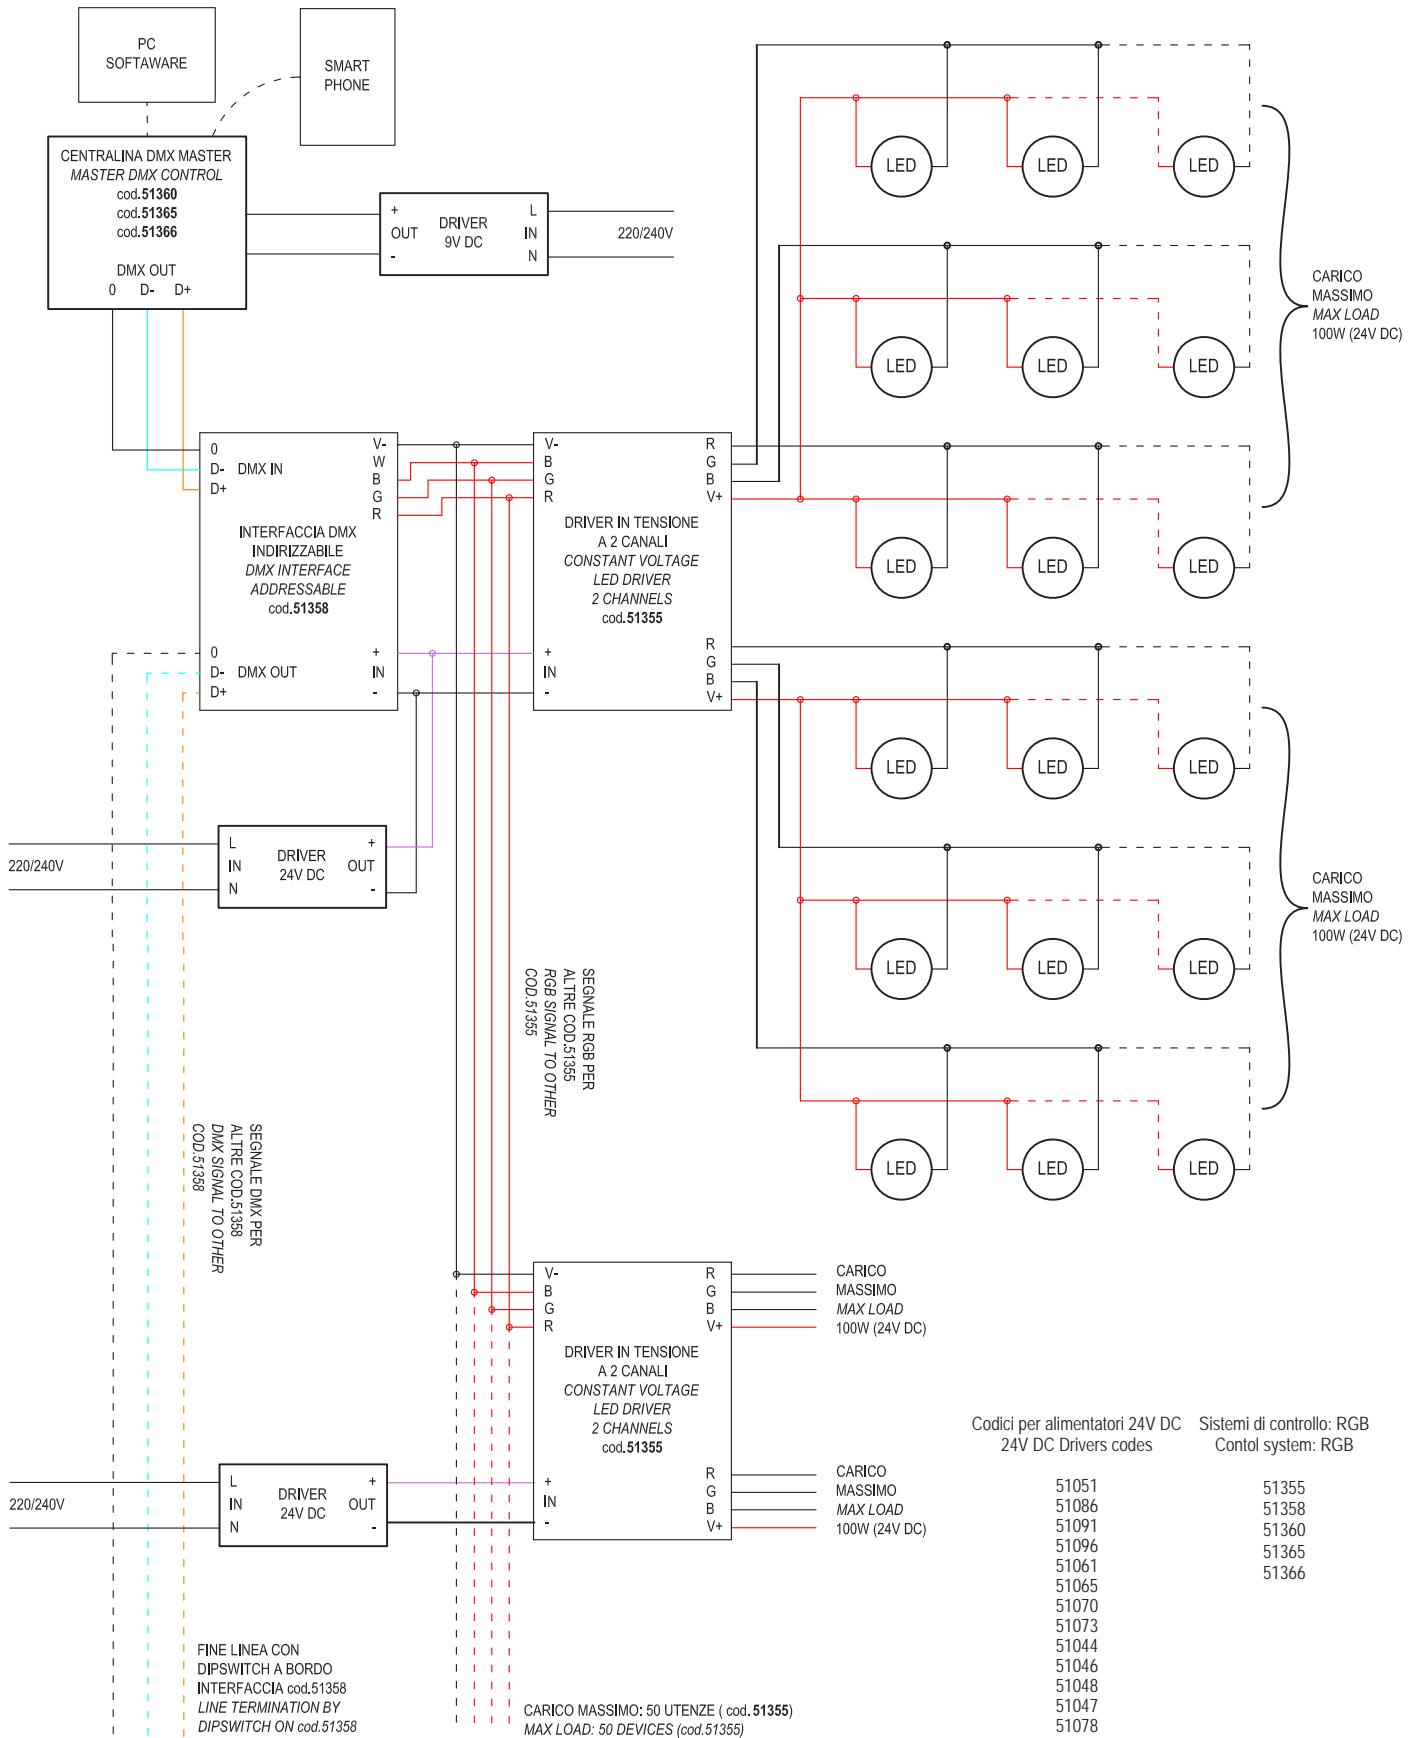 PC
SOFTAWARE
SMART
PHONE
CENTRALINA DMX MASTER
MASTER DMX CONTROL
cod.51360
cod.51365
cod.51366
DMX OUT
0 D- D+
+
OUT
-
DRIVER
9V DC
L
IN
N
220/240V
LED LED LED
LED LED LED
CARICO
MASSIMO
MAX LOAD
100W (24V DC)
0
D- DMX IN
D+
V-
W
B
G
R
INTERFACCIA DMX
INDIRIZZABILE
DMX INTERFACE
ADDRESSABLE
cod.51358
0
D- DMX OUT
D+
+
IN
-
V-
B
G
R
R
G
B
V+
DRIVER IN TENSIONE
A 2 CANALI
CONSTANT VOLTAGE
LED DRIVER
2 CHANNELS
cod.51355
+
IN
-
R
G
B
V+
LED LED LED
LED LED LED
LED LED LED
LED LED LED
CARICO
MASSIMO
MAX LOAD
100W (24V DC)
220/240V
L
IN
N
DRIVER
24V DC
+
OUT
-
SEGNALE RGB PER
ALTRE COD.51355
RGB SIGNAL TO OTHER
COD.51355
SEGNALE DMX PER
ALTRE COD.51358
DMX SIGNAL TO OTHER
COD.51358
V-
B
G
R
R
G
B
V+
CARICO
MASSIMO
MAX LOAD
100W (24V DC)
DRIVER IN TENSIONE
A 2 CANALI
CONSTANT VOLTAGE
LED DRIVER
2 CHANNELS
cod.51355
+
IN
-
R
G
B
V+
CARICO
MASSIMO
MAX LOAD
100W (24V DC)
220/240V
L
IN
N
DRIVER
24V DC
+
OUT
-
Codici per alimentatori 24V DC
24V DC Drivers codes
51051
51086
51091
51096
51061
51065
51070
51073
51044
51046
51048
51047
51078
Sistemi di controllo: RGB
Contol system: RGB
51355
51358
51360
51365
51366
FINE LINEA CON
DIPSWITCH A BORDO
INTERFACCIA cod.51358
LINE TERMINATION BY
DIPSWITCH ON cod.51358
CARICO MASSIMO: 50 UTENZE ( cod.51355)
MAX LOAD: 50 DEVICES (cod.51355)